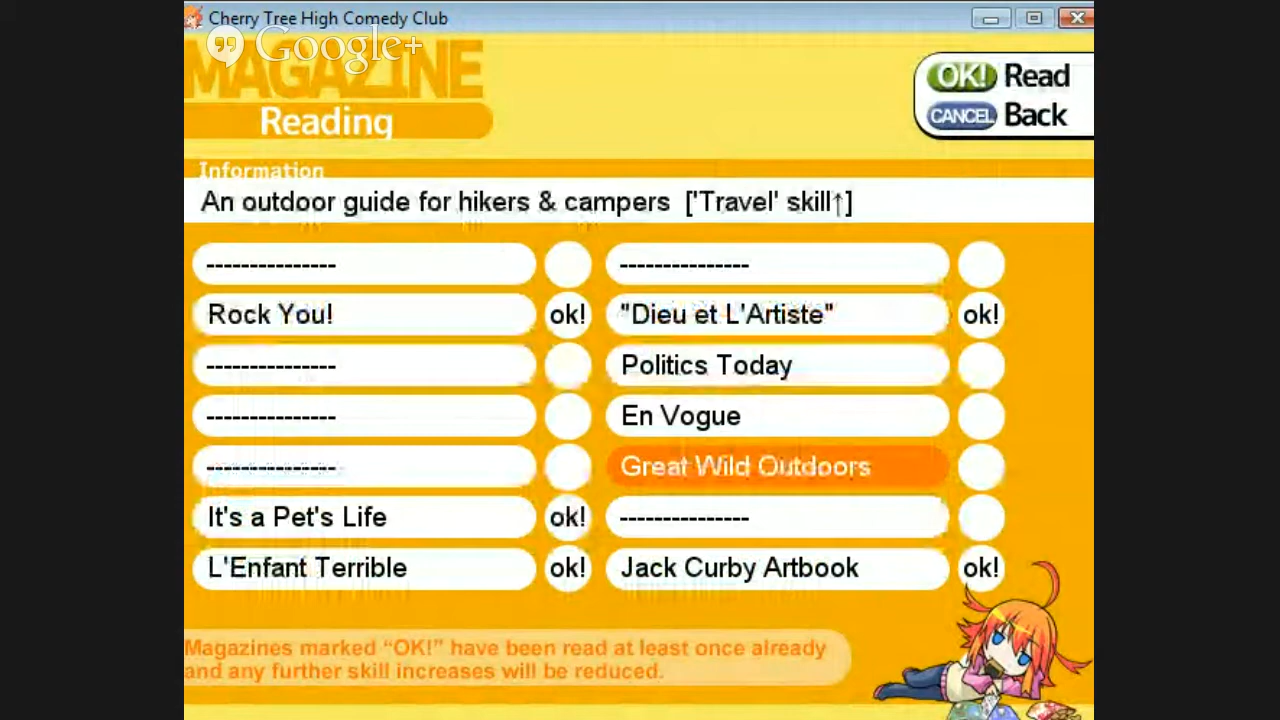 Cherry Tree High Comedy Club
Google+
MAGAZINE
Reading
OK! Read
CANCEL Back
Information
An outdoor guide for hikers & campers ['Travel' skill↑]
--------------- ---------------
Rock You! ok! "Dieu et L'Artiste" ok!
--------------- Politics Today
--------------- En Vogue
--------------- Great Wild Outdoors
It's a Pet's Life ok! ---------------
L'Enfant Terrible ok! Jack Curby Artbook ok!
Magazines marked “OK!” have been read at least once already
and any further skill increases will be reduced.